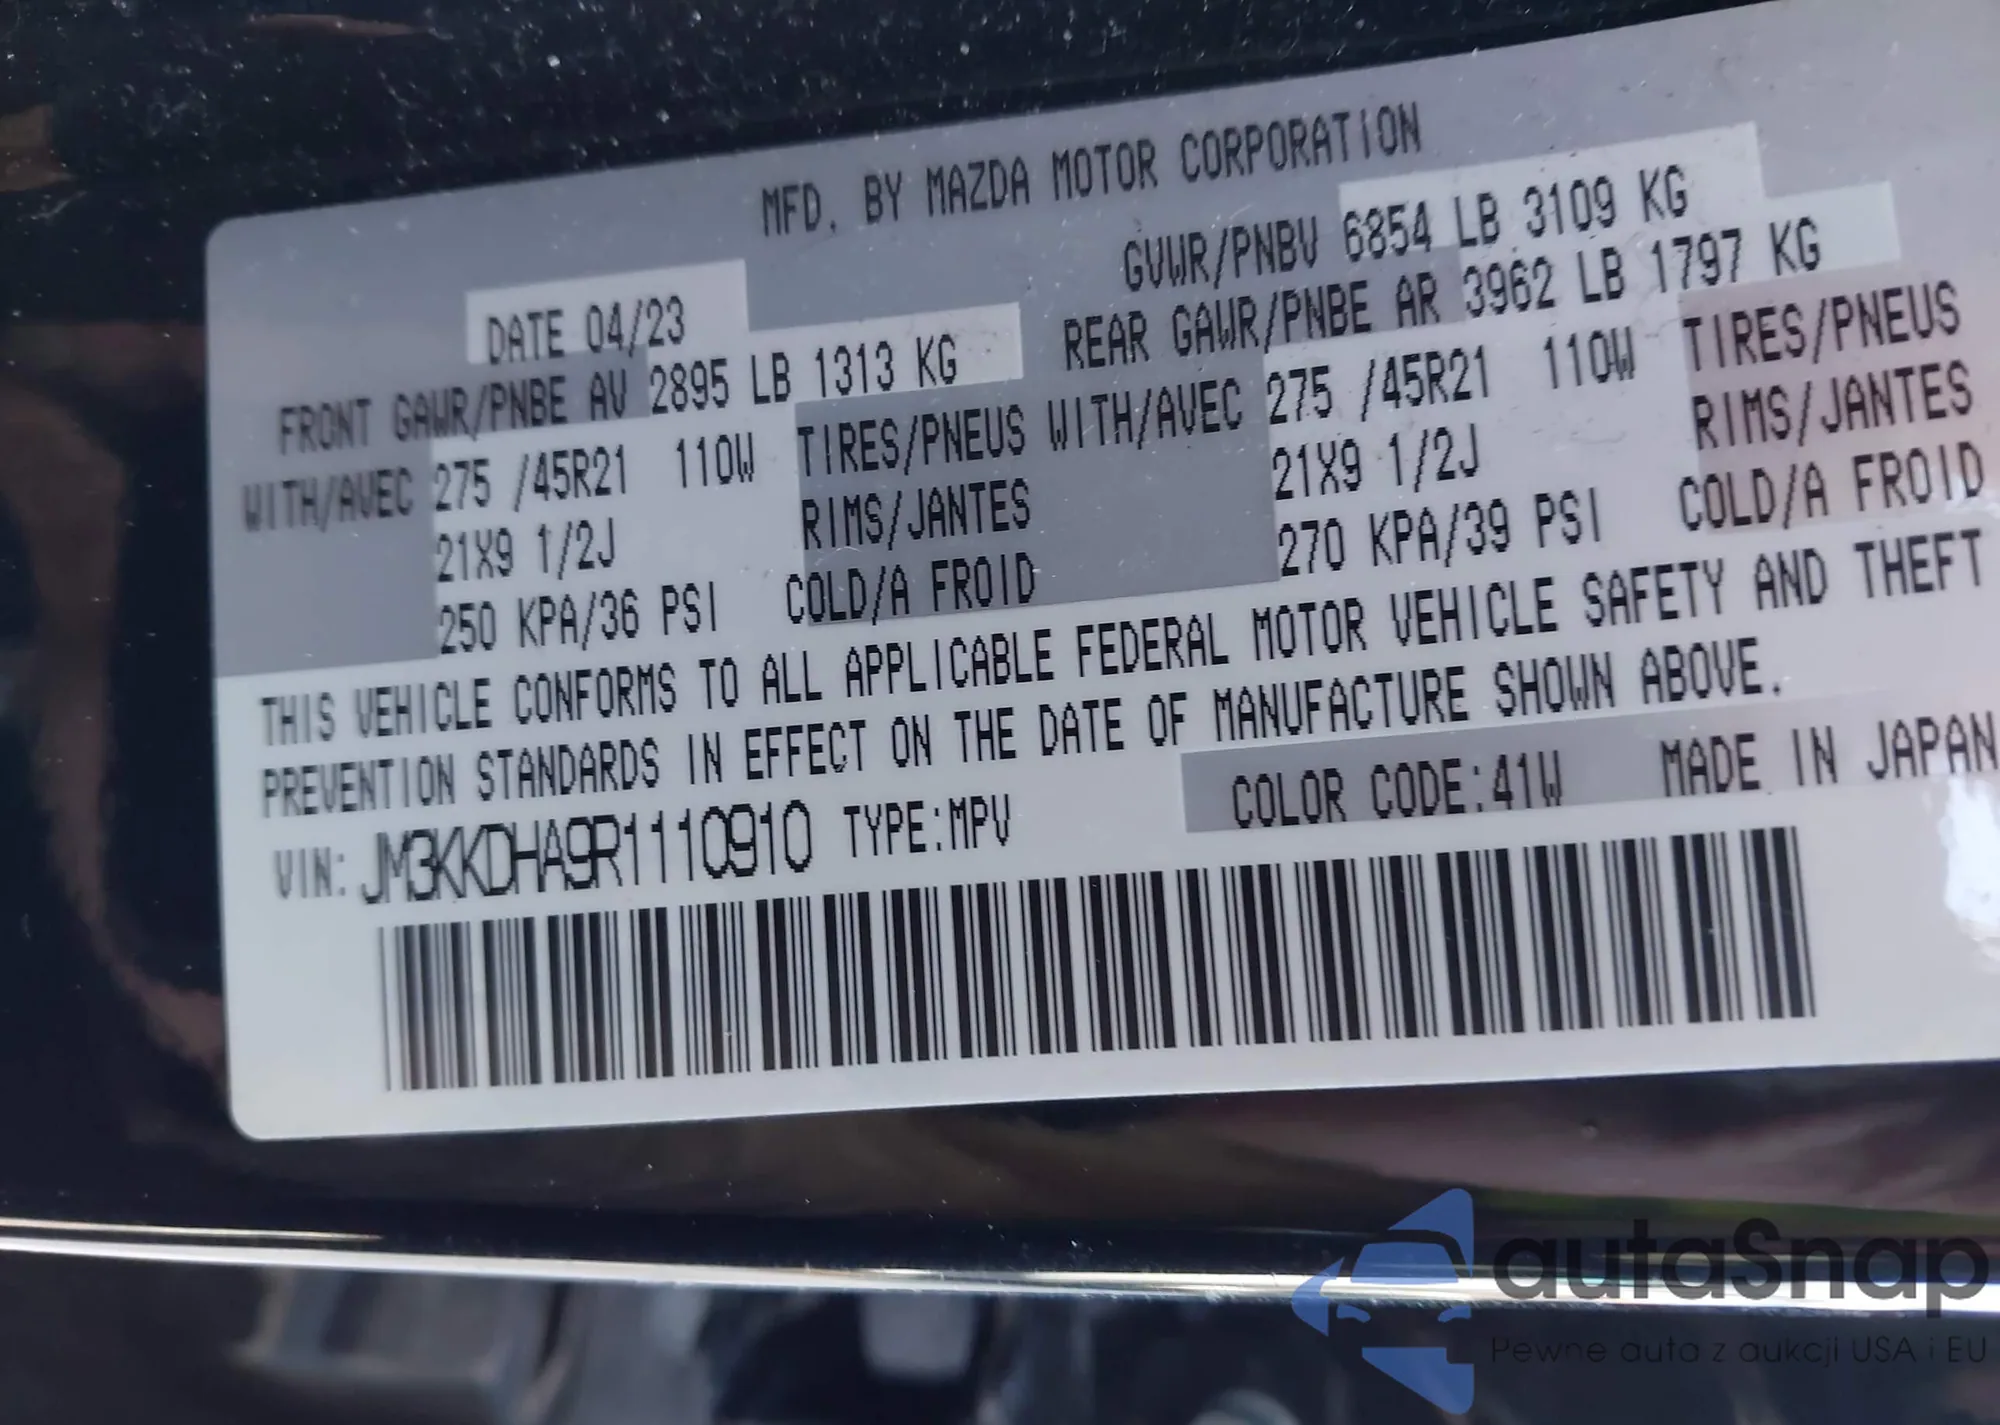 MFD. BY MAZDA MOTOR CORPORATION
DATE 04/23 GVWR/PNBV 6854 LB 3109 KG
FRONT GAWR/PNBE AV 2895 LB 1313 KG REAR GAWR/PNBE AR 3962 LB 1797 KG
WITH/AVEC 275 /45R21 110W TIRES/PNEUS WITH/AVEC 275 /45R21 110W TIRES/PNEUS
21X9 1/2J RIMS/JANTES 21X9 1/2J RIMS/JANTES
250 KPA/36 PSI COLD/A FROID 270 KPA/39 PSI COLD/A FROID
THIS VEHICLE CONFORMS TO ALL APPLICABLE FEDERAL MOTOR VEHICLE SAFETY AND THEFT
PREVENTION STANDARDS IN EFFECT ON THE DATE OF MANUFACTURE SHOWN ABOVE.
VIN: JM3KKDHA9R1110910 TYPE:MPV COLOR CODE:41W MADE IN JAPAN
autaSnap
Pewne auta z aukcji USA i EU